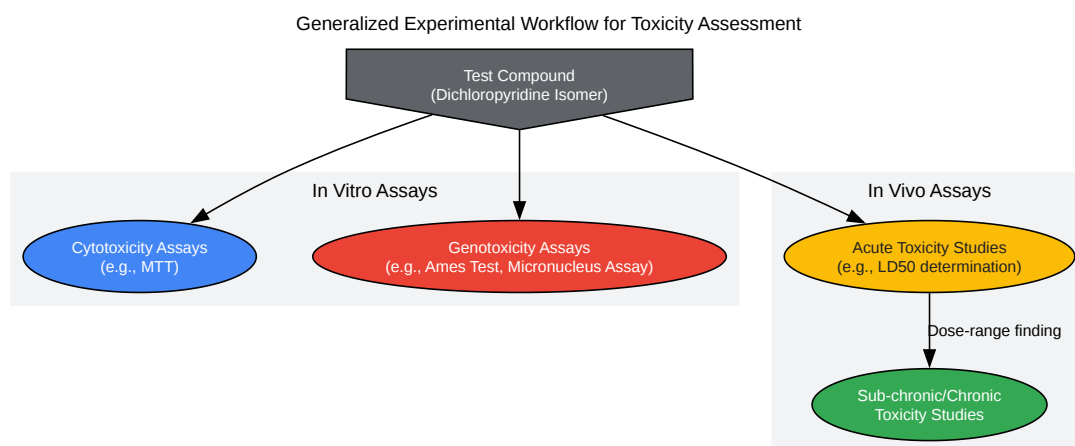 Generalized Experimental Workflow for Toxicity Assessment
Test Compound
(Dichloropyridine Isomer)
In Vitro Assays
In Vivo Assays
Cytotoxicity Assays
(e.g., MTT)
Genotoxicity Assays
(e.g., Ames Test, Micronucleus Assay)
Acute Toxicity Studies
(e.g., LD50 determination)
Dose-range finding
Sub-chronic/Chronic
Toxicity Studies